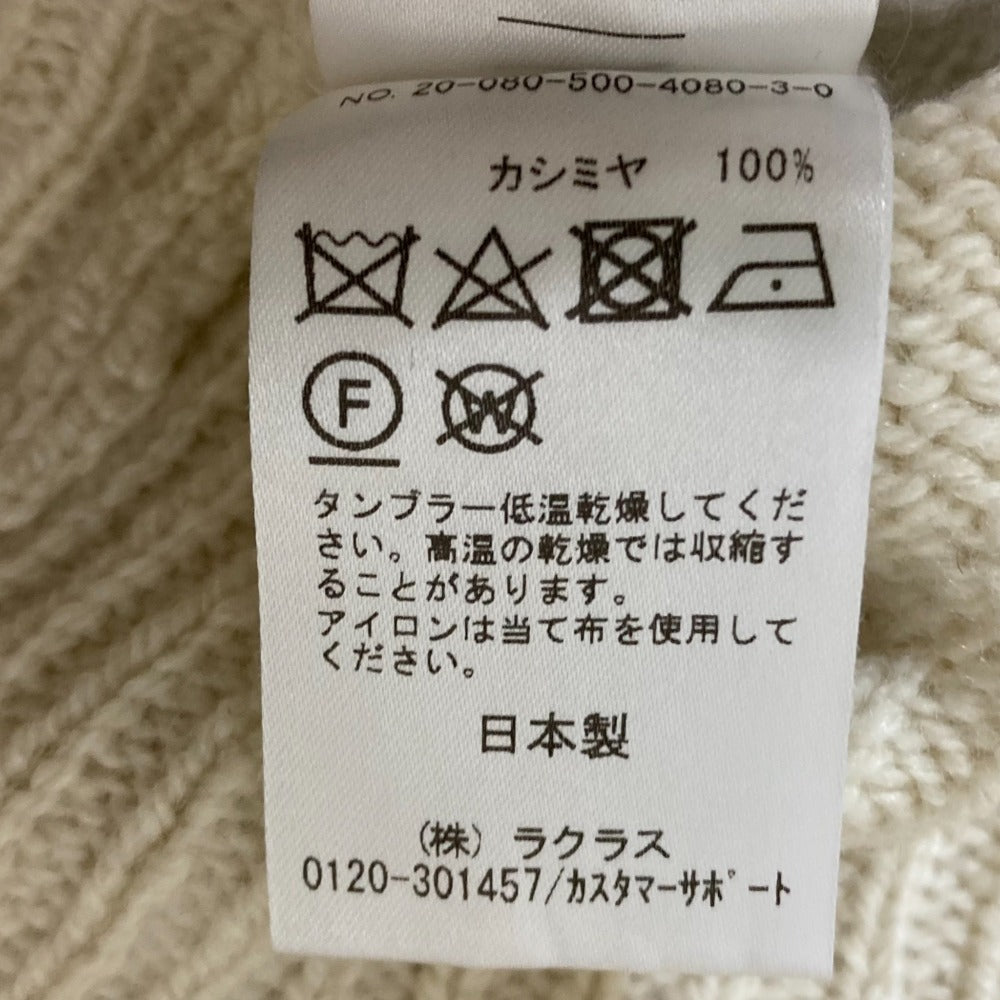 NO. 20-080-500-4080-3-0
カシミヤ 100%
F
W
タンブラー低温乾燥してくだ
さい。高温の乾燥では収縮す
ることがあります。
アイロンは当て布を使用して
ください。
日本製
(株) ラクラス
0120-301457/カスタマーサポート